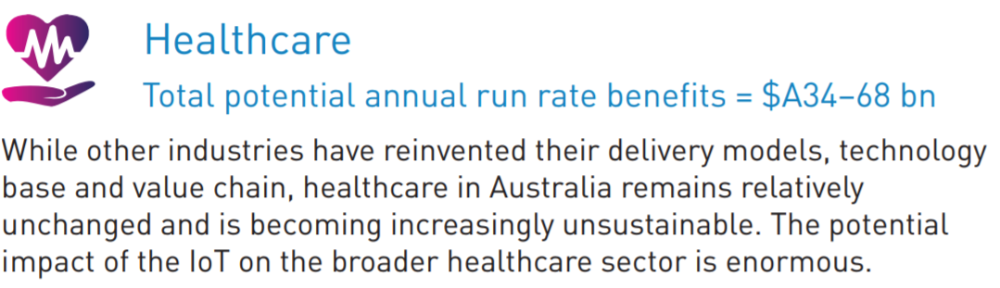 Healthcare
Total potential annual run rate benefits = $A34–68 bn
While other industries have reinvented their delivery models, technology
base and value chain, healthcare in Australia remains relatively
unchanged and is becoming increasingly unsustainable. The potential
impact of the IoT on the broader healthcare sector is enormous.